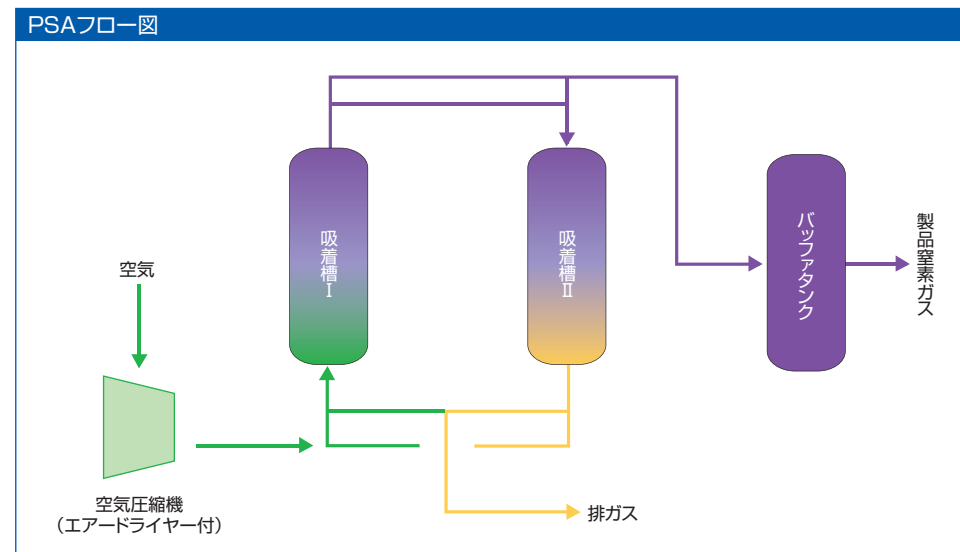 PSAフロー図
空気
空気圧縮機
（エアードライヤー付）
吸着槽Ⅰ
吸着槽Ⅱ
バッファタンク
製品窒素ガス
排ガス